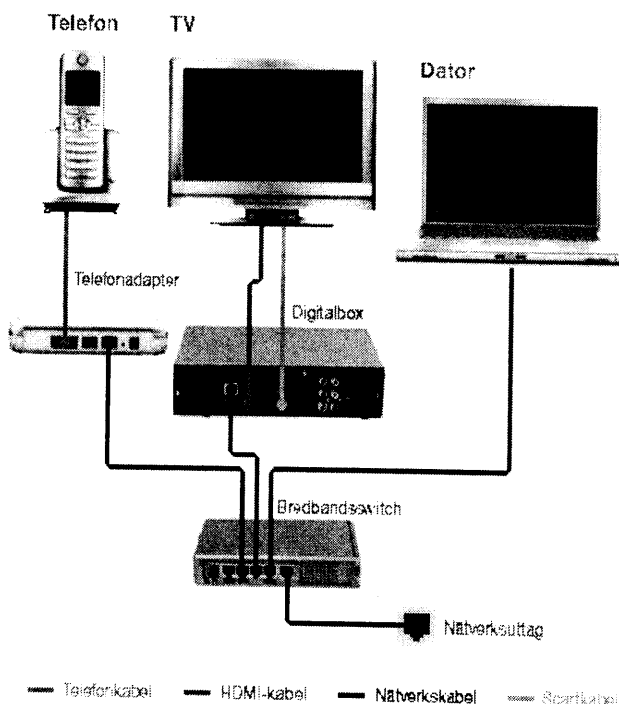 Telefon
TV
Dator
Telefonadapter
Digitalbox
Bredbandsswitch
Nätverksuttag
Telefonkabel
HDMI-kabel
Nätverkskabel
Scartkabel